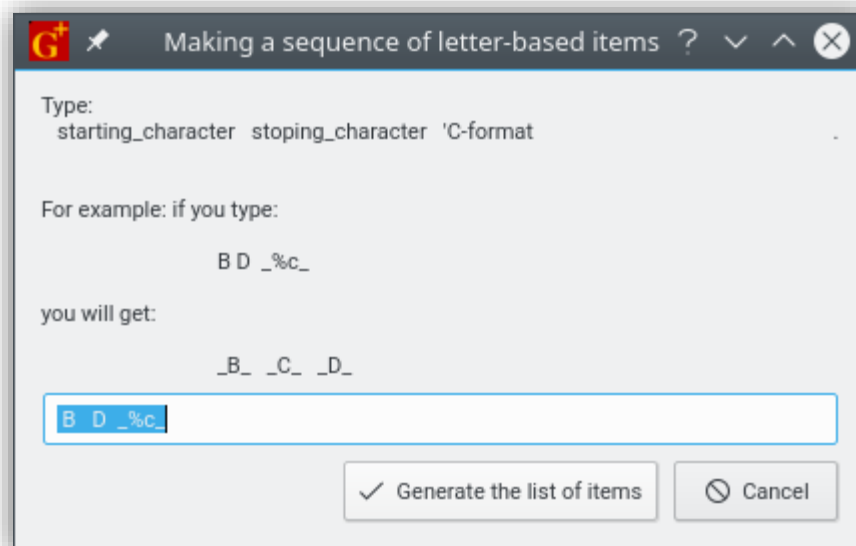 G+ Making a sequence of letter-based items ?
Type:
starting_character stoping_character 'C-format .
For example: if you type:
B D _%c_
you will get:
_B_ _C_ _D_
B D _%c_
Generate the list of items Cancel